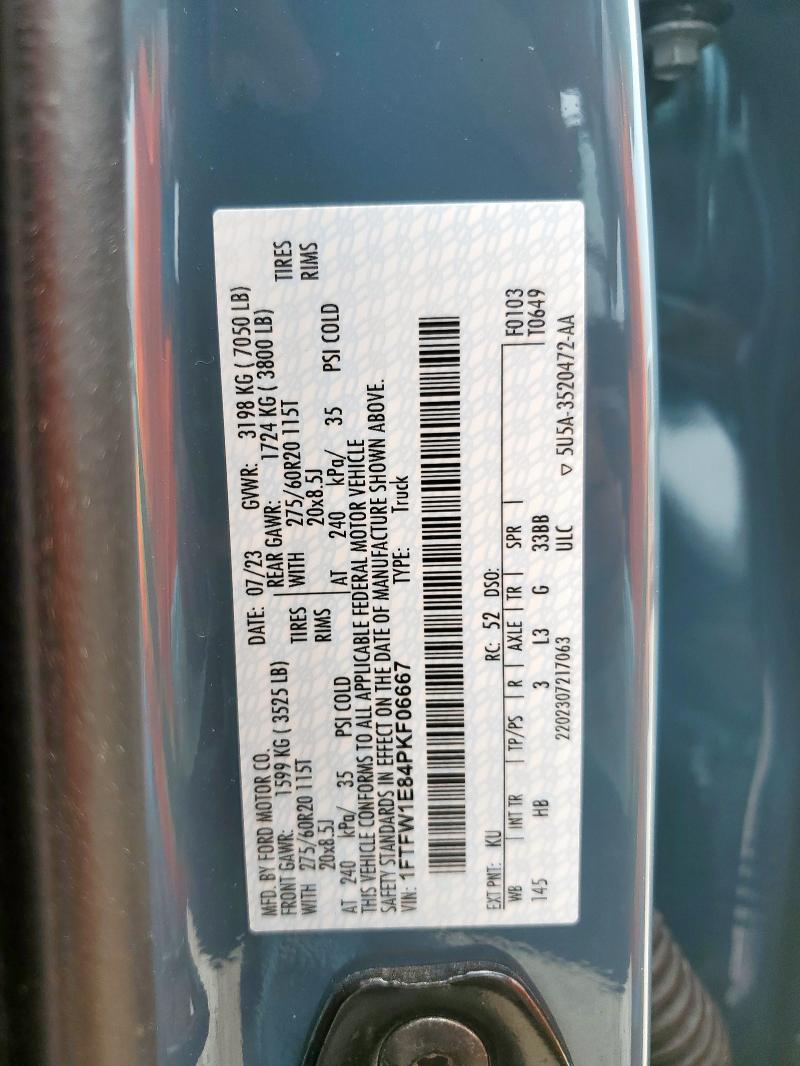 MFD. BY FORD MOTOR CO. DATE: 07/23 GVWR: 3198 KG ( 7050 LB)
FRONT GAWR: 1599 KG ( 3525 LB) REAR GAWR: 1724 KG ( 3800 LB)
WITH 275/60R20 115T TIRES WITH 275/60R20 115T TIRES
20x8.5J RIMS 20x8.5J RIMS
AT 240 kPa/ 35 PSI COLD AT 240 kPa/ 35 PSI COLD
THIS VEHICLE CONFORMS TO ALL APPLICABLE FEDERAL MOTOR VEHICLE
SAFETY STANDARDS IN EFFECT ON THE DATE OF MANUFACTURE SHOWN ABOVE.
VIN: 1FTFW1E84PKF06667 TYPE: Truck
EXT PNT: KU RC: 52 DSO: F0103
WB INT TR TP/PS R AXLE TR SPR T0649
145 HB 3 L3 G 33BB
2202307217063 ULC ▽ 5U5A-3520472-AA